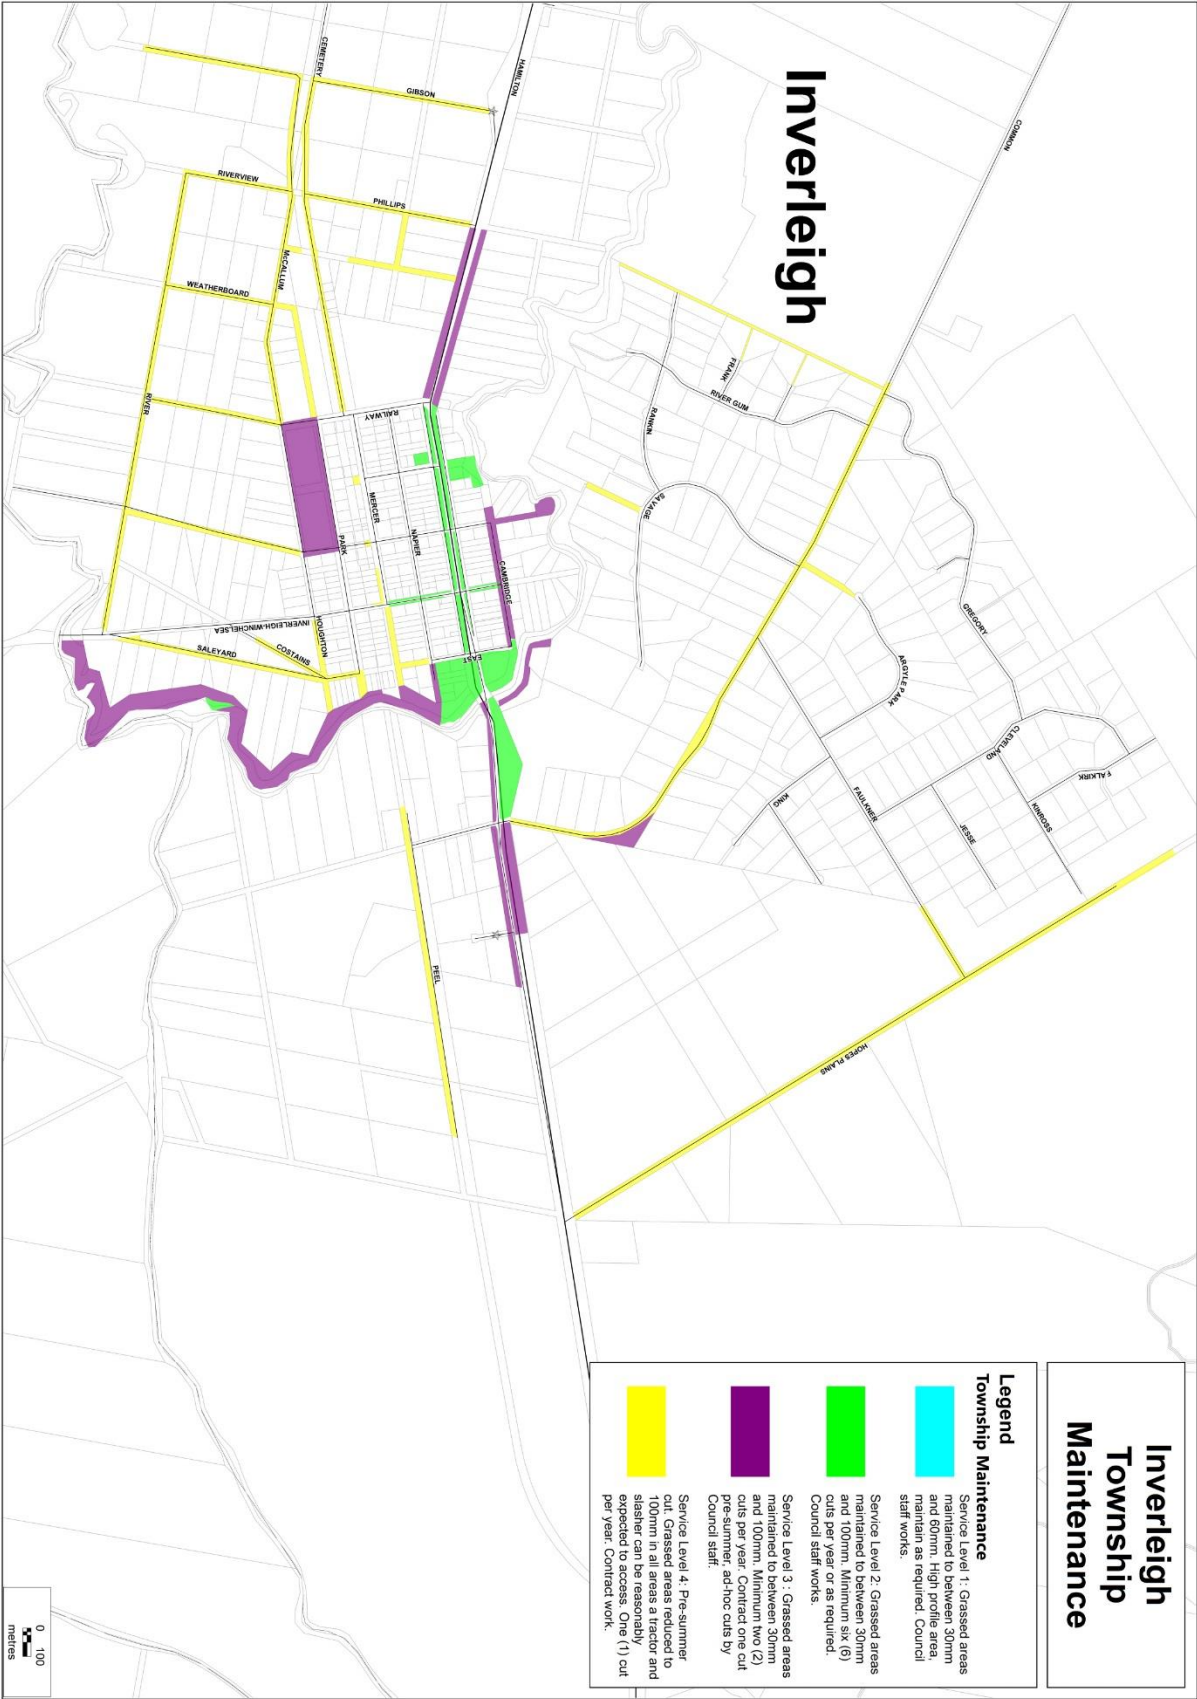 Inverleigh
Inverleigh
Township
Maintenance
Legend
Township Maintenance
Service Level 1: Grassed areas
maintained to between 30mm
and 60mm. High profile area,
maintain as required. Council
staff works.
Service Level 2: Grassed areas
maintained to between 30mm
and 100mm. Minimum six (6)
cuts per year or as required.
Council staff works.
Service Level 3 : Grassed areas
maintained to between 30mm
and 100mm. Minimum two (2)
cuts per year. Contract one cut
pre-summer, ad-hoc cuts by
Council staff.
Service Level 4: Pre-summer
cut. Grassed areas reduced to
100mm in all areas a tractor and
slasher can be reasonably
expected to access. One (1) cut
per year. Contract work.
COMMON
HAMILTON
CEMETERY
GIBSON
RIVERVIEW
PHILLIPS
McCALLUM
WEATHERBOARD
RIVER
RAILWAY
MERCER
NAPIER
PARK
CAMBRIDGE
EAST
INVERLEIGH-WINCHELSEA
HOUGHTON
COSTAINS
SALEYARD
FRANK
RIVER GUM
RANKIN
SAVAGE
GREGORY
ARGYLE PARK
CLEVELAND
FALKIRK
KINROSS
JESSE
FAULKNER
KING
PEEL
HOPES PLAINS
0 100
metres